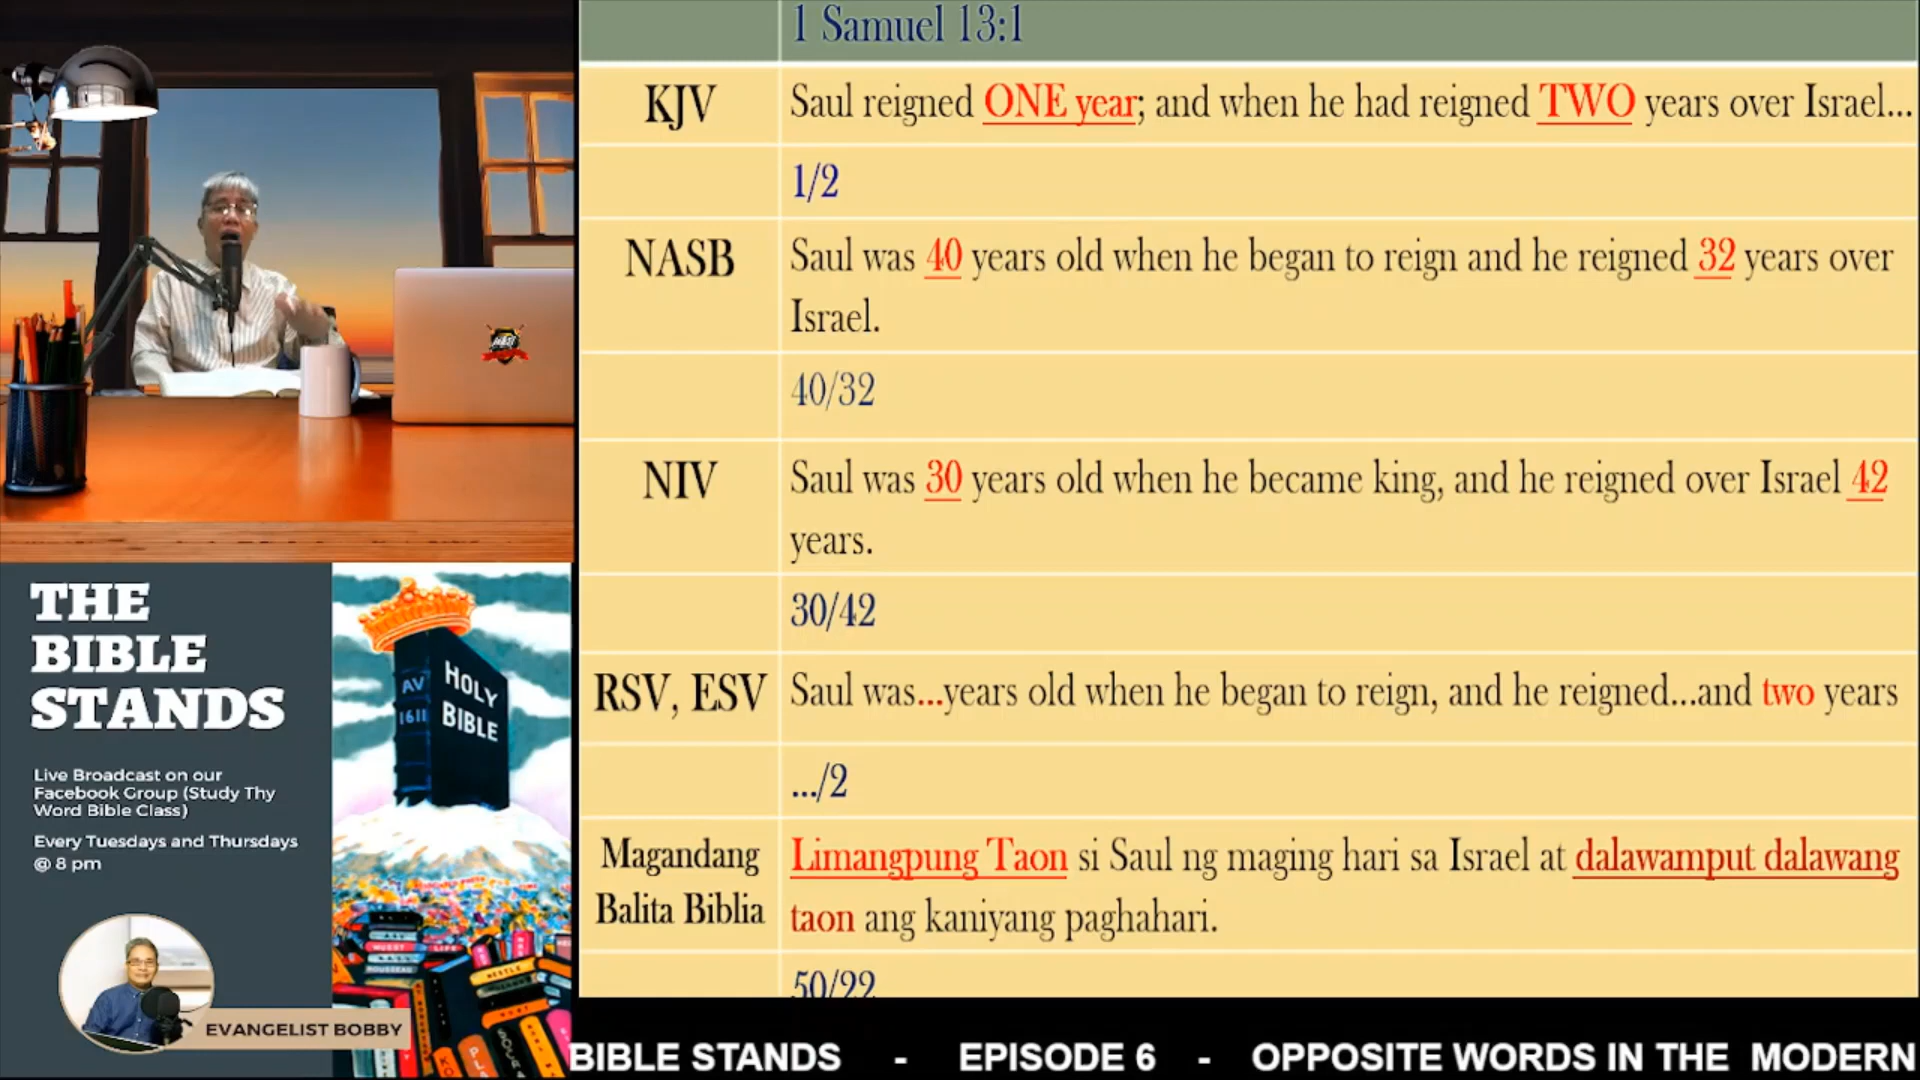 1 Samuel 13:1
KJV
Saul reigned ONE year; and when he had reigned TWO years over Israel...
1/2
NASB
Saul was 40 years old when he began to reign and he reigned 32 years over
Israel.
40/32
NIV
Saul was 30 years old when he became king, and he reigned over Israel 42
years.
30/42
RSV, ESV
Saul was...years old when he began to reign, and he reigned...and two years
.../2
Magandang
Balita Biblia
Limangpung Taon si Saul ng maging hari sa Israel at dalawamput dalawang
taon ang kaniyang paghahari.
50/22
THE
BIBLE
STANDS
Live Broadcast on our
Facebook Group (Study Thy
Word Bible Class)
Every Tuesdays and Thursdays
@ 8 pm
AV
1611
HOLY
BIBLE
EVANGELIST BOBBY
BIBLE STANDS - EPISODE 6 - OPPOSITE WORDS IN THE MODERN